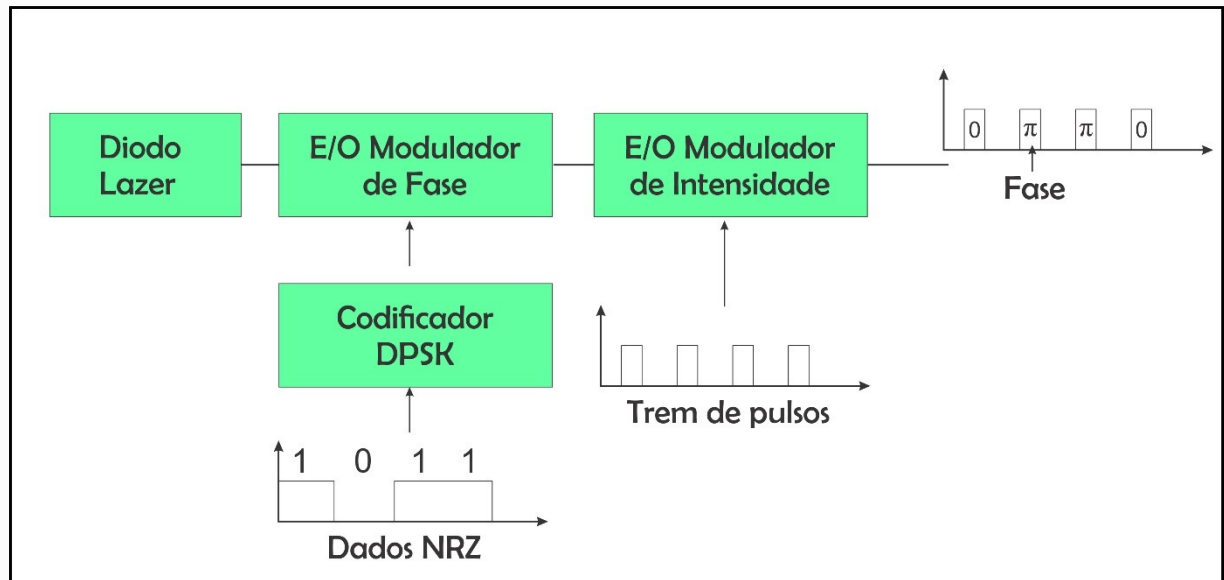 Diodo
Lazer
E/O Modulador
de Fase
E/O Modulador
de Intensidade
0 π π 0
Fase
Codificador
DPSK
Trem de pulsos
1 0 1 1
Dados NRZ